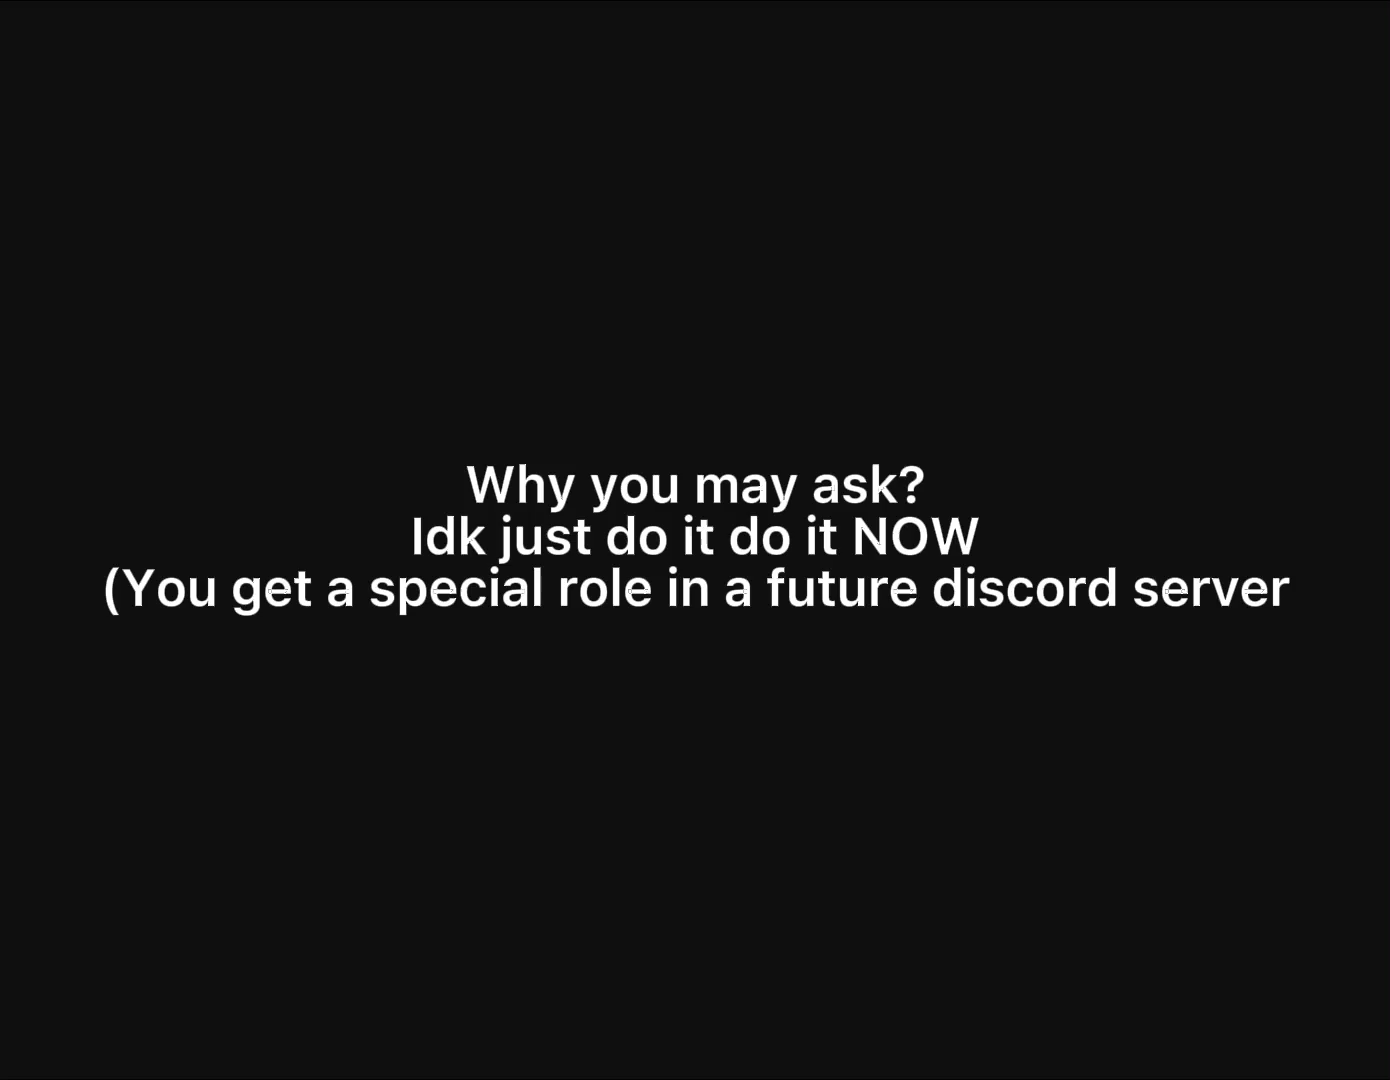 Why you may ask?
Idk just do it do it NOW
(You get a special role in a future discord server